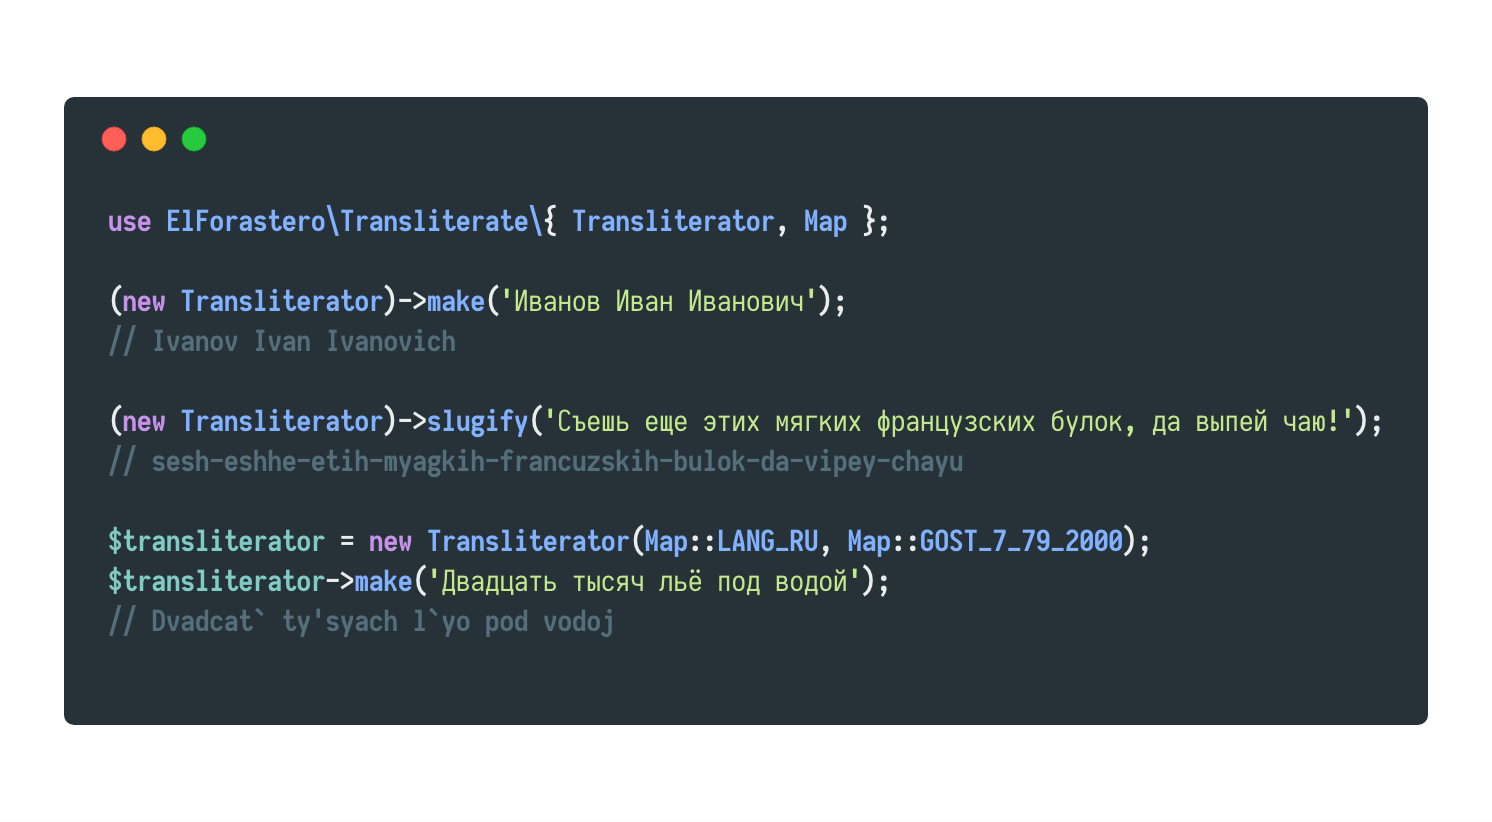 use ElForastero\Transliterate\{ Transliterator, Map };
(new Transliterator)->make('Иванов Иван Иванович');
// Ivanov Ivan Ivanovich
(new Transliterator)->slugify('Съешь еще этих мягких французских булок, да выпей чаю!');
// sesh-eshhe-etih-myagkih-francuzskih-bulok-da-vipey-chayu
$transliterator = new Transliterator(Map::LANG_RU, Map::GOST_7_79_2000);
$transliterator->make('Двадцать тысяч льё под водой');
// Dvadcat` ty'syach l`yo pod vodoj